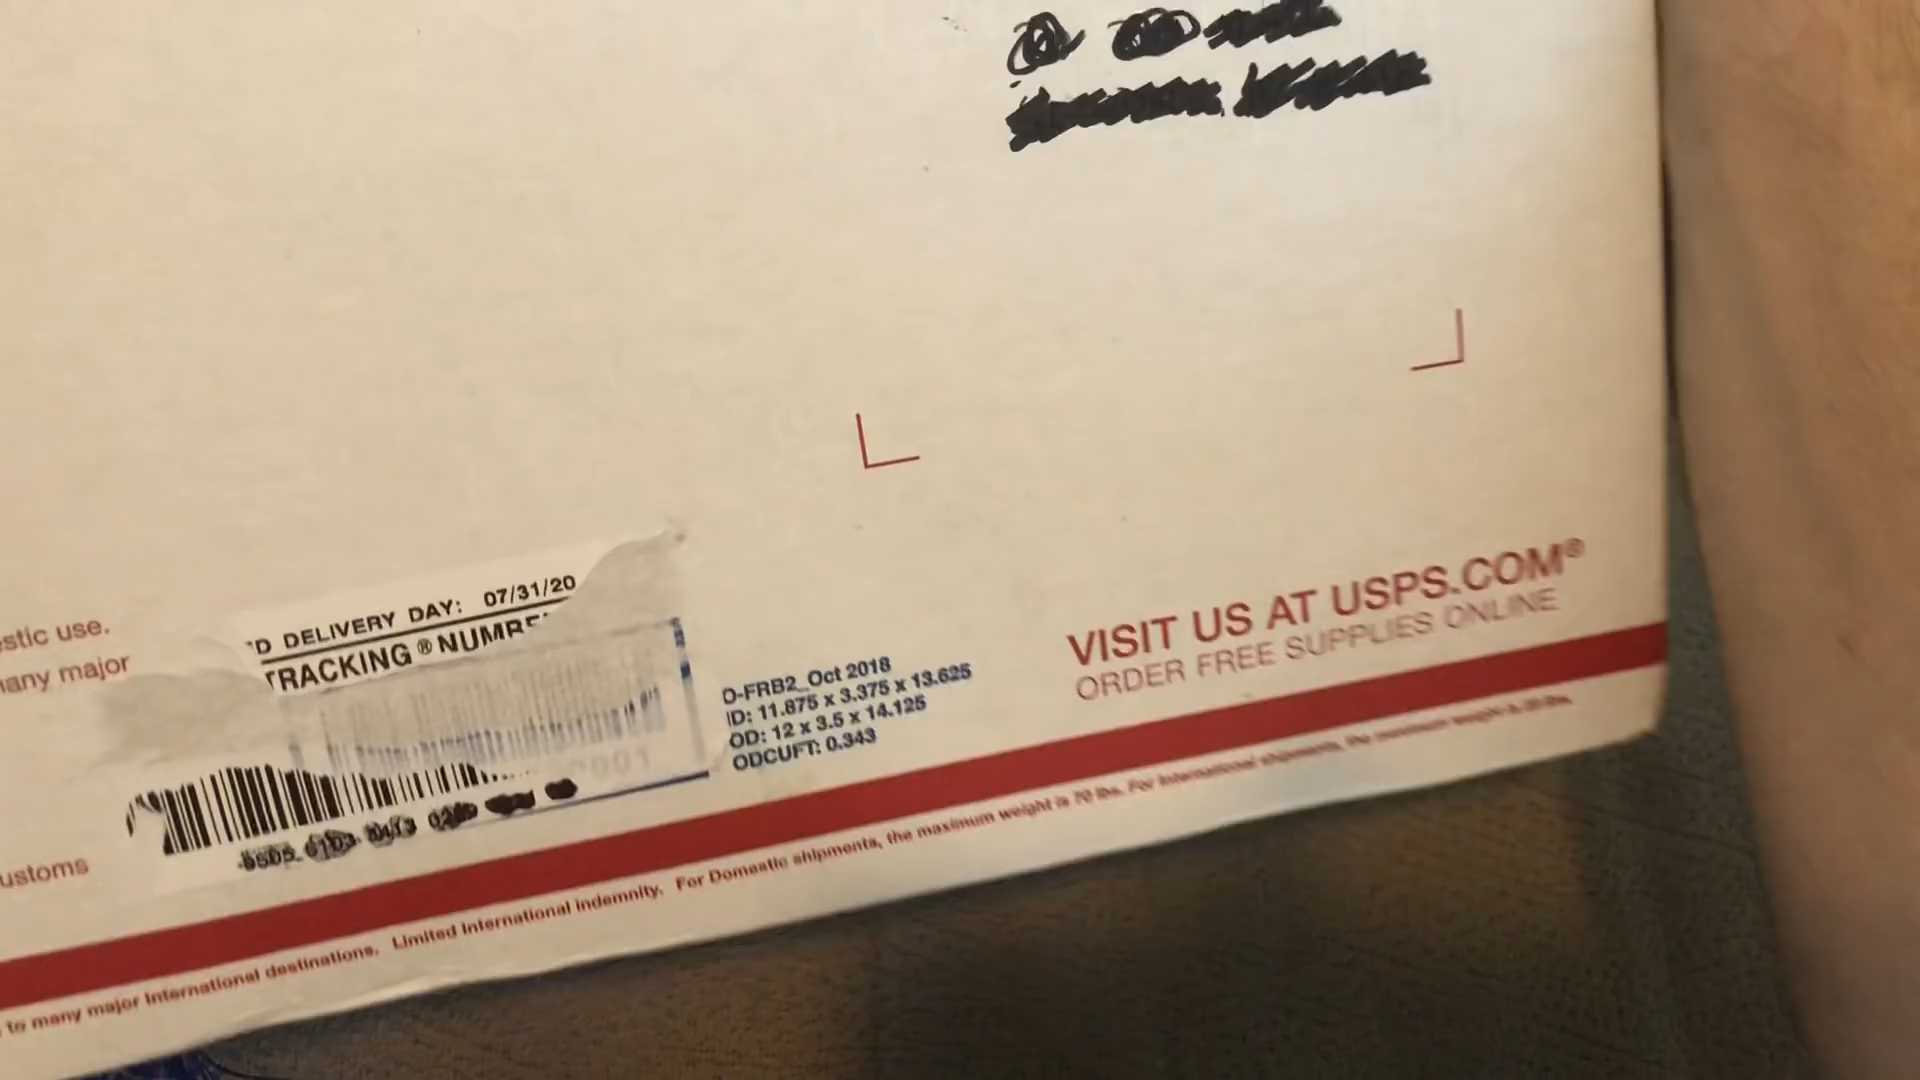 stic use.
any major
D DELIVERY DAY: 07/31/20
TRACKING ® NUMBE
O-FRB2_Oct 2018
ID: 11.875 x 3.375 x 13.625
OD: 12 x 3.5 x 14.125
ODCUFT: 0.343
VISIT US AT USPS.COM®
ORDER FREE SUPPLIES ONLINE
ustoms
to many major International destinations. Limited International Indemnity. For Domestic shipments, the maximum weight is 70 lbs. For International shipments, the maximum weight is 20 lbs.